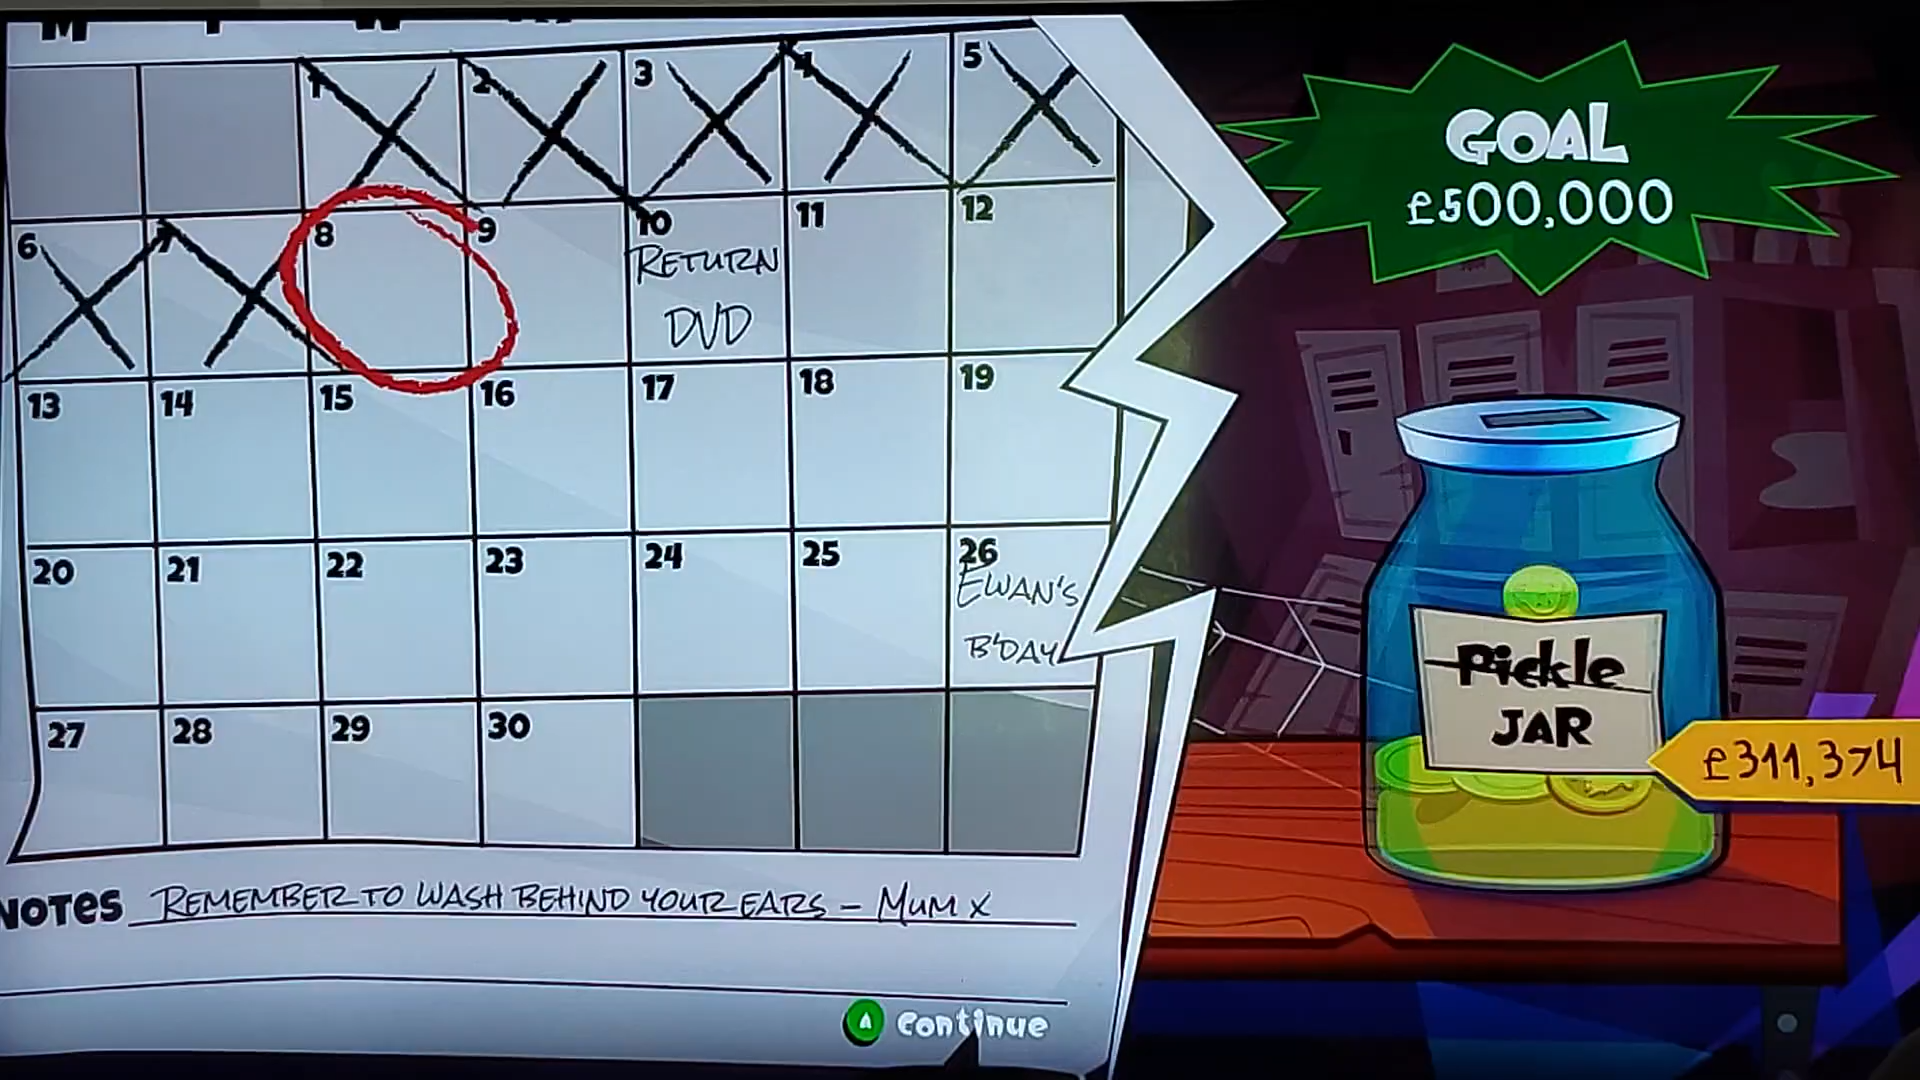 M T W
1 2 3 4 5
6 7 8 9 10 11 12
RETURN
DVD
13 14 15 16 17 18 19
20 21 22 23 24 25 26
EWAN'S
B'DAY
27 28 29 30
NOTES REMEMBER TO WASH BEHIND YOUR EARS – MUM X
A Continue
GOAL
£500,000
Pickle
JAR
£311,374